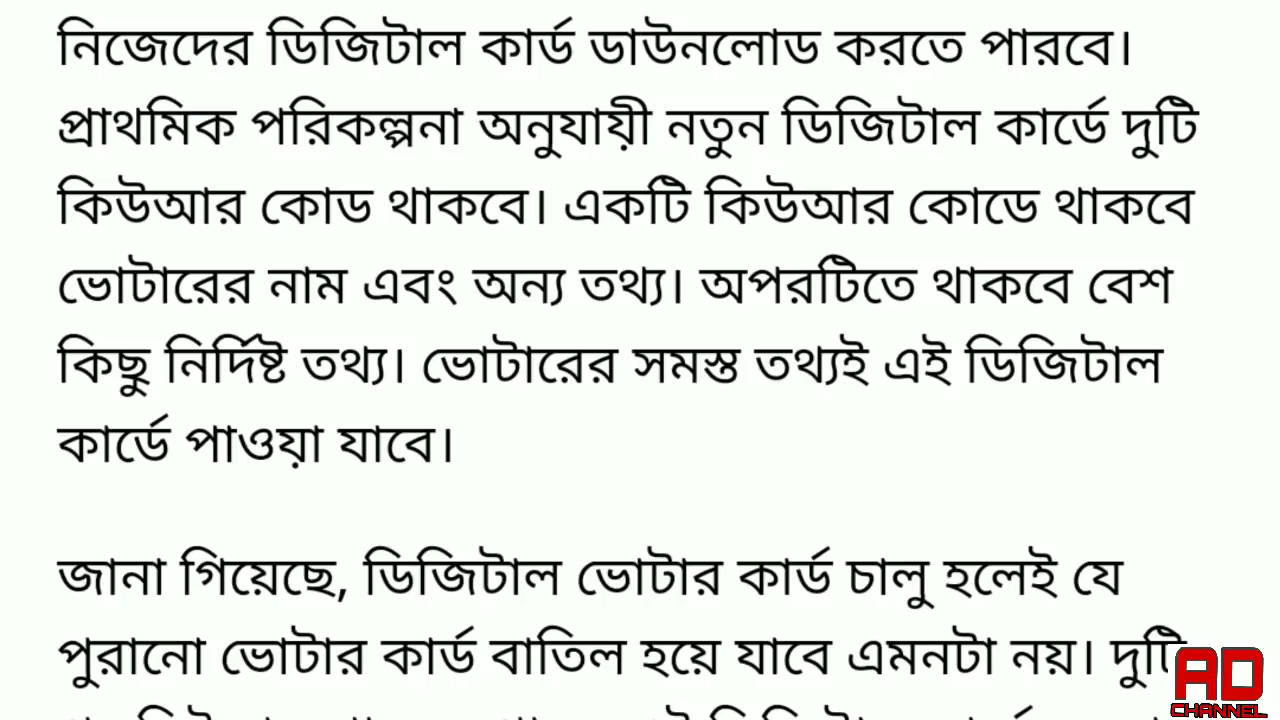 নিজেদের ডিজিটাল কার্ড ডাউনলোড করতে পারবে।
প্রাথমিক পরিকল্পনা অনুযায়ী নতুন ডিজিটাল কার্ডে দুটি
কিউআর কোড থাকবে। একটি কিউআর কোডে থাকবে
ভোটারের নাম এবং অন্য তথ্য। অপরটিতে থাকবে বেশ
কিছু নির্দিষ্ট তথ্য। ভোটারের সমস্ত তথ্যই এই ডিজিটাল
কার্ডে পাওয়া যাবে।
জানা গিয়েছে, ডিজিটাল ভোটার কার্ড চালু হলেই যে
পুরানো ভোটার কার্ড বাতিল হয়ে যাবে এমনটা নয়। দুটি
AD
CHANNEL